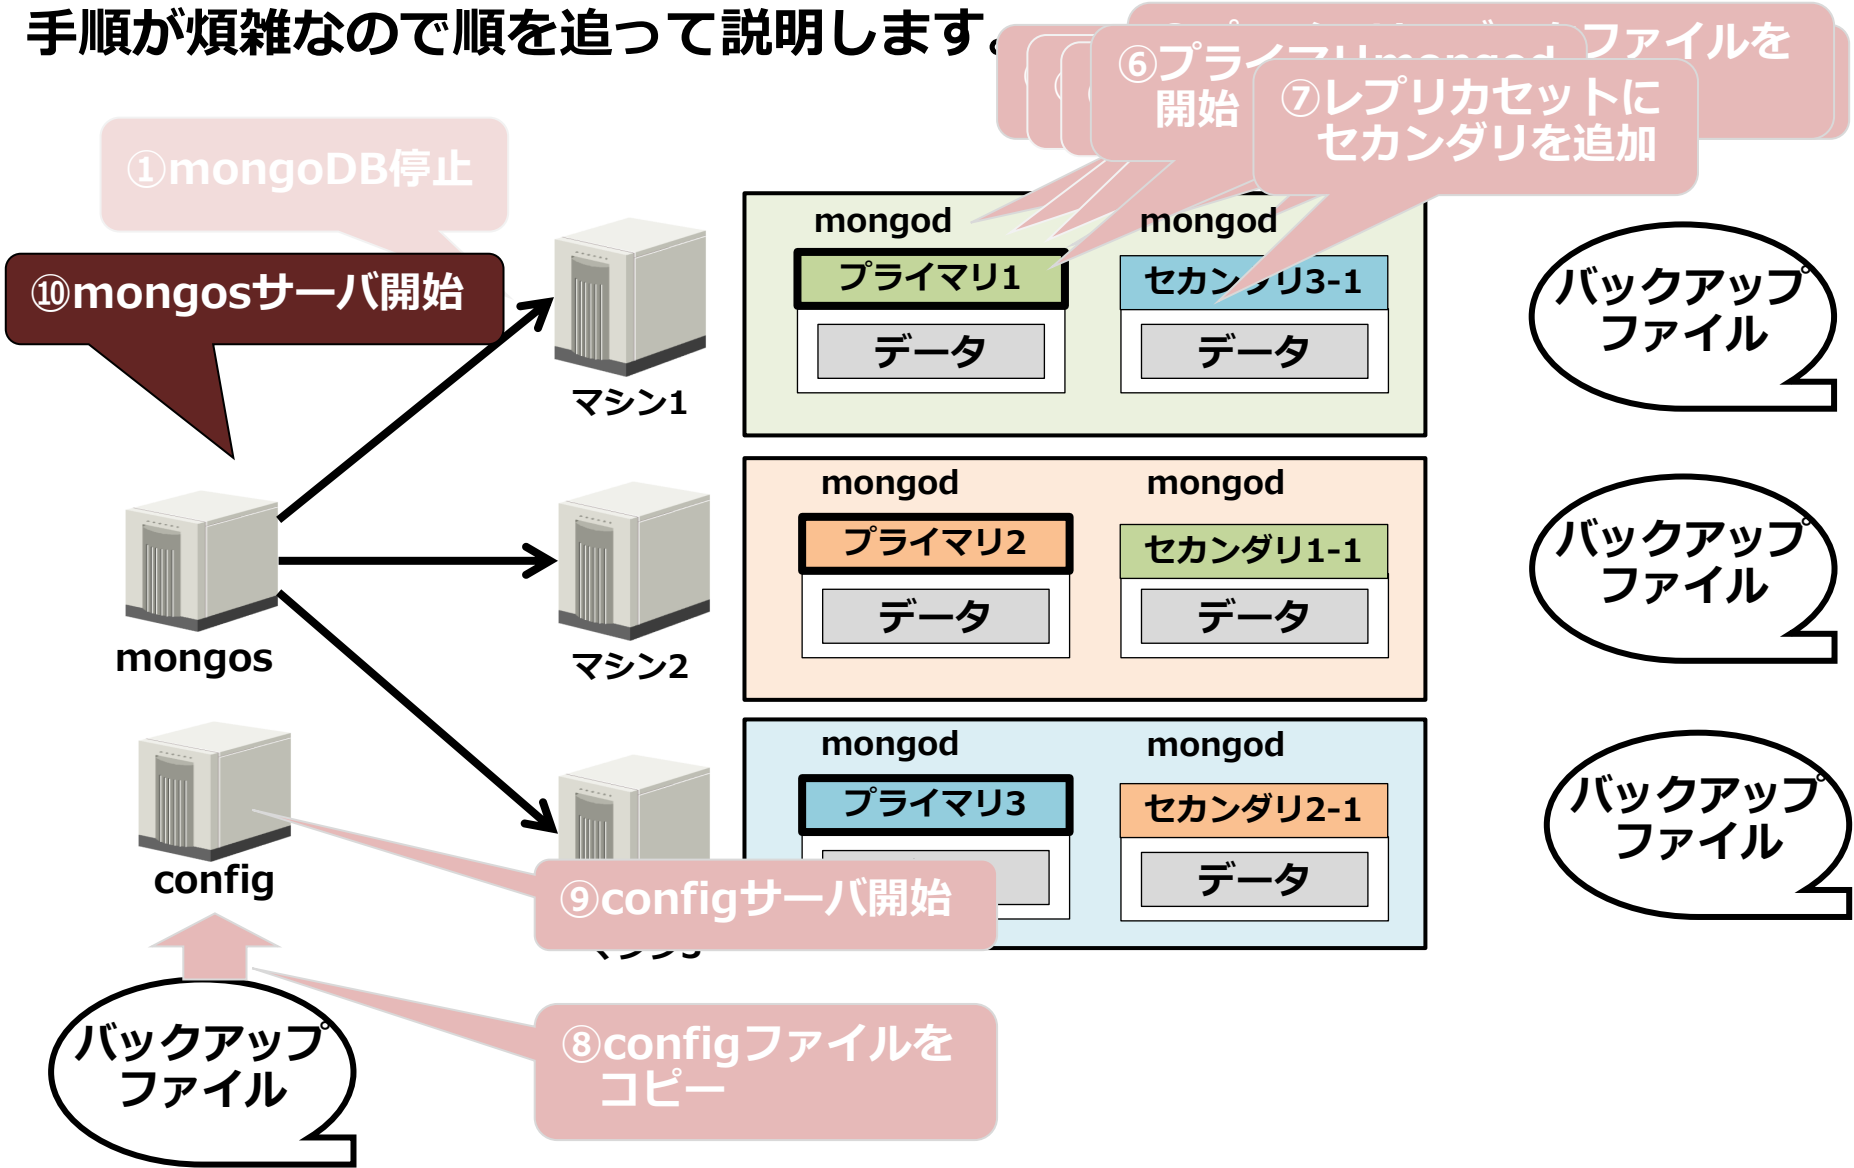 手順が煩雑なので順を追って説明します。
ファイルを
⑥プライマリmongod
開始
⑦レプリカセットに
セカンダリを追加
①mongoDB停止
⑩mongosサーバ開始
mongod
mongod
プライマリ1
セカンダリ3-1
データ
データ
マシン1
バックアップ
ファイル
mongod
mongod
プライマリ2
セカンダリ1-1
データ
データ
mongos
マシン2
バックアップ
ファイル
mongod
mongod
プライマリ3
セカンダリ2-1
データ
config
バックアップ
ファイル
⑨configサーバ開始
⑧configファイルを
コピー
バックアップ
ファイル